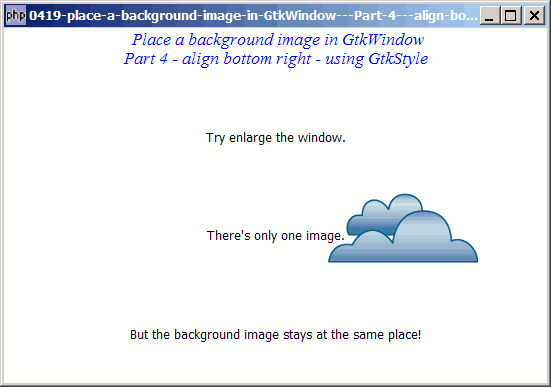 php 0419-place-a-background-image-in-GtkWindow---Part-4---align-bo...
Place a background image in GtkWindow
Part 4 - align bottom right - using GtkStyle
Try enlarge the window.
There's only one image.
But the background image stays at the same place!